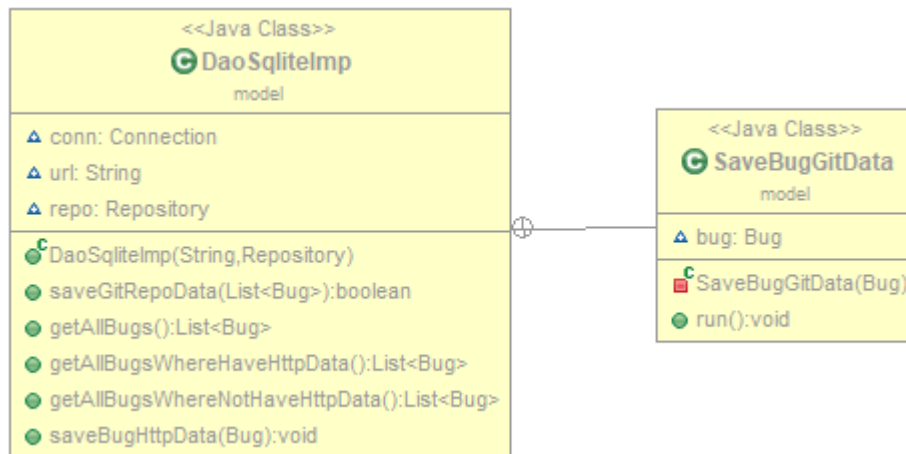 <<Java Class>>
DaoSqliteImp
model
conn: Connection
url: String
repo: Repository
DaoSqliteImp(String,Repository)
saveGitRepoData(List<Bug>):boolean
getAllBugs():List<Bug>
getAllBugsWhereHaveHttpData():List<Bug>
getAllBugsWhereNotHaveHttpData():List<Bug>
saveBugHttpData(Bug):void
<<Java Class>>
SaveBugGitData
model
bug: Bug
SaveBugGitData(Bug)
run():void